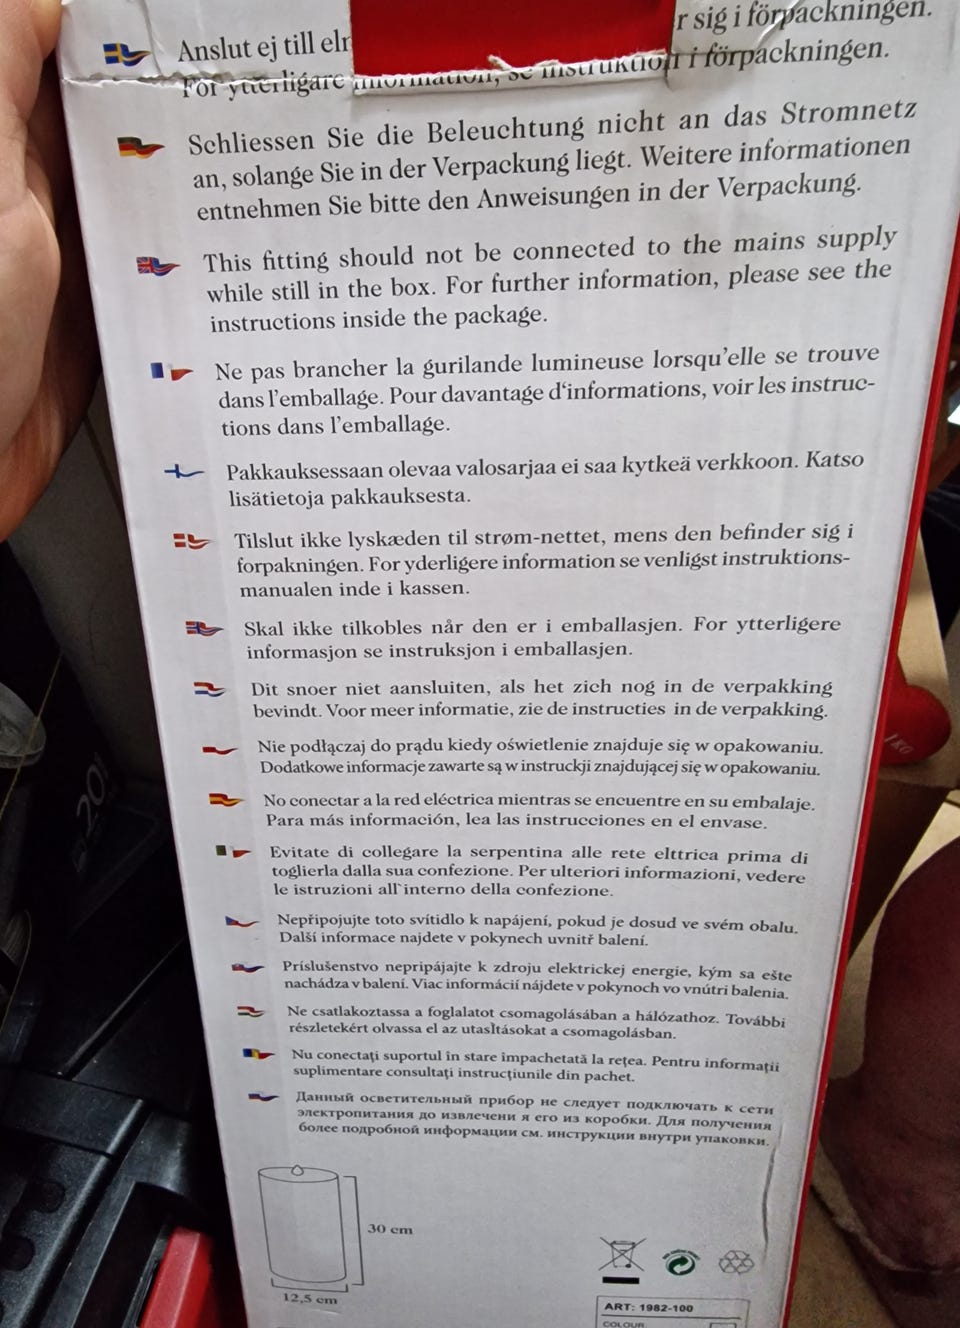 Anslut ej till
r sig i förpackningen.
För ytterligare information, se instruktion i förpackningen.
Schliessen Sie die Beleuchtung nicht an das Stromnetz
an, solange Sie in der Verpackung liegt. Weitere informationen
entnehmen Sie bitte den Anweisungen in der Verpackung.
This fitting should not be connected to the mains supply
while still in the box. For further information, please see the
instructions inside the package.
Ne pas brancher la gurilande lumineuse lorsqu'elle se trouve
dans l'emballage. Pour davantage d'informations, voir les instruc-
tions dans l'emballage.
Pakkauksessaan olevaa valosarjaa ei saa kytkeä verkkoon. Katso
lisätietoja pakkauksesta.
Tilslut ikke lyskæden til strøm-nettet, mens den befinder sig i
forpakningen. For yderligere information se venligst instruktions-
manualen inde i kassen.
Skal ikke tilkobles når den er i emballasjen. For ytterligere
informasjon se instruksjon i emballasjen.
Dit snoer niet aansluiten, als het zich nog in de verpakking
bevindt. Voor meer informatie, zie de instructies in de verpakking.
Nie podłączaj do prądu kiedy oświetlenie znajduje się w opakowaniu.
Dodatkowe informacje zawarte są w instruckji znajdującej się w opakowaniu.
No conectar a la red eléctrica mientras se encuentre en su embalaje.
Para más información, lea las instrucciones en el envase.
Evitate di collegare la serpentina alle rete elttrica prima di
toglierla dalla sua confezione. Per ulteriori informazioni, vedere
le istruzioni all'interno della confezione.
Nepřipojujte toto svítidlo k napájení, pokud je dosud ve svém obalu.
Další informace najdete v pokynech uvnitř balení.
Príslušenstvo nepripájajte k zdroju elektrickej energie, kým sa ešte
nachádza v balení. Viac informácií nájdete v pokynoch vo vnútri balenia.
Ne csatlakoztassa a foglalatot csomagolásában a hálózathoz. További
részletekért olvassa el az utasításokat a csomagolásban.
Nu conectați suportul în stare împachetată la rețea. Pentru informații
suplimentare consultați instrucțiunile din pachet.
Данный осветительный прибор не следует подключать к сети
электропитания до извлечени я его из коробки. Для получения
более подробной информации см. инструкции внутри упаковки.
30 cm
12,5 cm
ART: 1982-100
COLOUR: